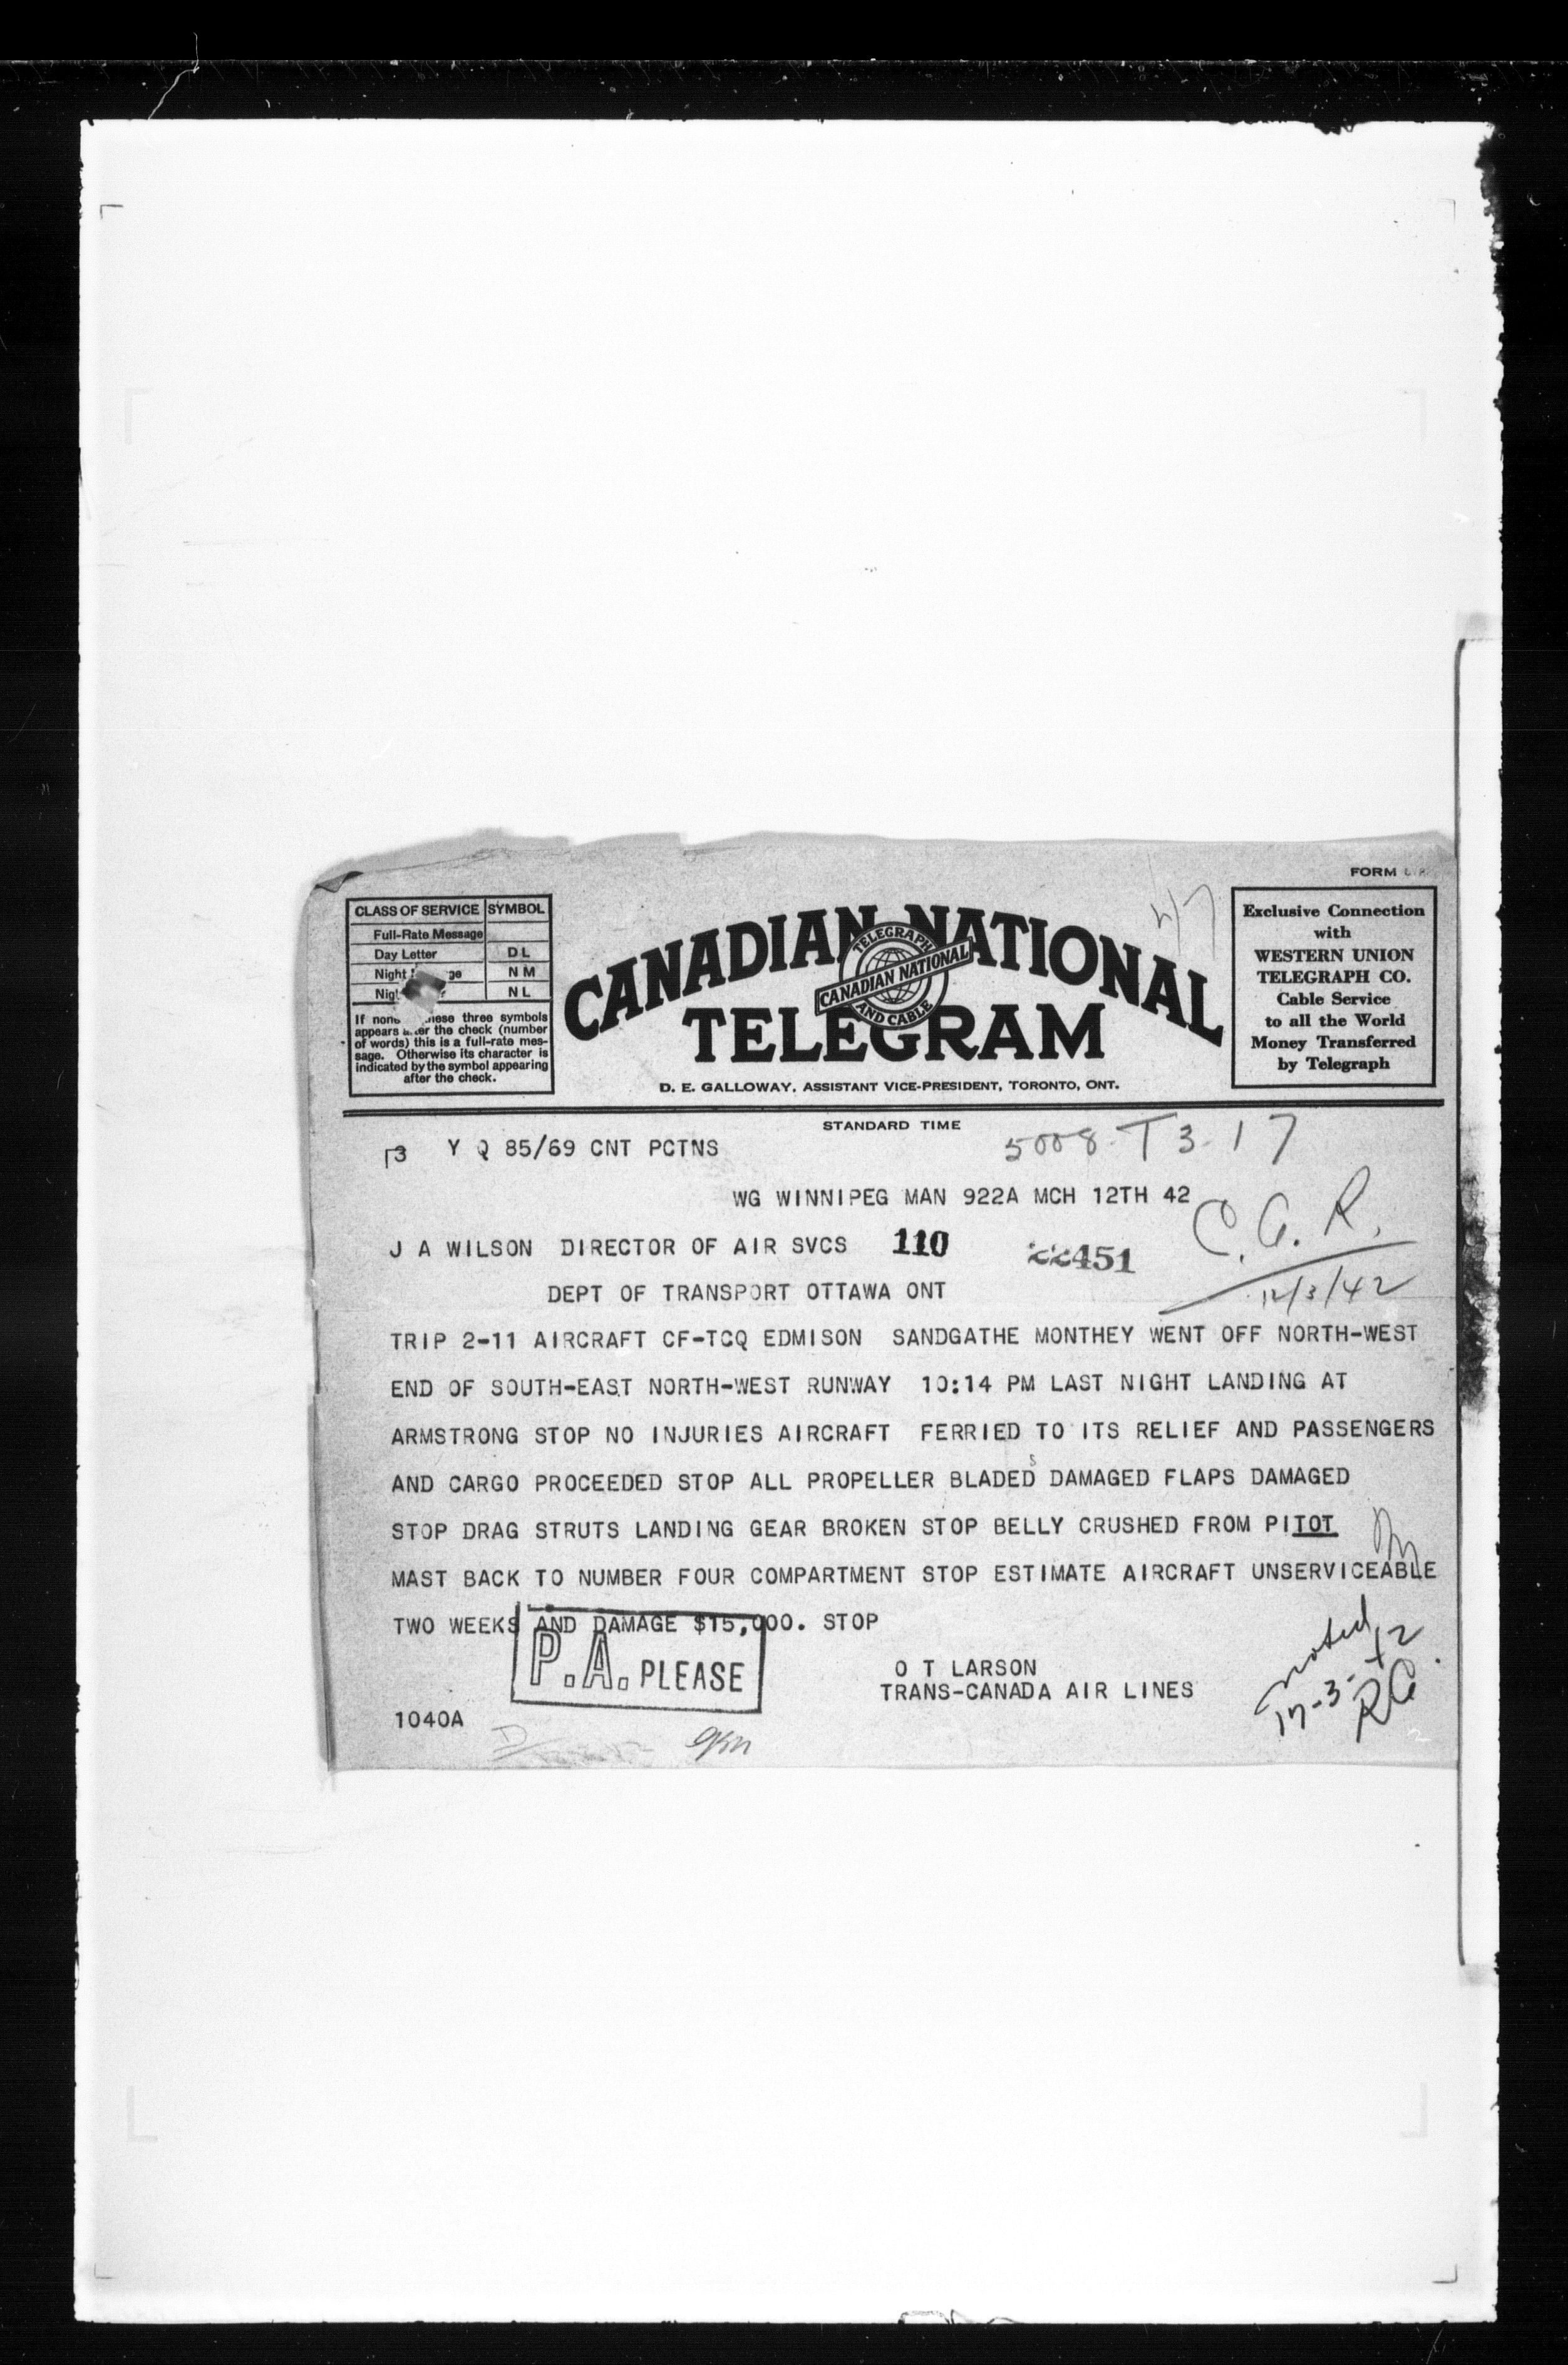 FORM
CLASS OF SERVICE SYMBOL
Full-Rate Message
Day Letter D L
Night N M
N L
If none these three symbols
appears after the check (number
of words) this is a full-rate mes-
sage. Otherwise its character is
indicated by the symbol appearing
after the check.
CANADIAN NATIONAL
TELEGRAPH
CANADIAN NATIONAL
AND CABLE
TELEGRAM
D. E. GALLOWAY, ASSISTANT VICE-PRESIDENT, TORONTO, ONT.
47
Exclusive Connection
with
WESTERN UNION
TELEGRAPH CO.
Cable Service
to all the World
Money Transferred
by Telegraph
STANDARD TIME
5008-T3-17
3 Y Q 85/69 CNT PCTNS
WG WINNIPEG MAN 922A MCH 12TH 42
C.G.R.
12/3/42
J A WILSON DIRECTOR OF AIR SVCS 110 22451
DEPT OF TRANSPORT OTTAWA ONT
TRIP 2-11 AIRCRAFT CF-TCQ EDMISON SANDGATHE MONTHEY WENT OFF NORTH-WEST
END OF SOUTH-EAST NORTH-WEST RUNWAY 10:14 PM LAST NIGHT LANDING AT
ARMSTRONG STOP NO INJURIES AIRCRAFT FERRIED TO ITS RELIEF AND PASSENGERS
s
AND CARGO PROCEEDED STOP ALL PROPELLER BLADED DAMAGED FLAPS DAMAGED
STOP DRAG STRUTS LANDING GEAR BROKEN STOP BELLY CRUSHED FROM PITOT
MAST BACK TO NUMBER FOUR COMPARTMENT STOP ESTIMATE AIRCRAFT UNSERVICEABLE
TWO WEEKS AND DAMAGE $15,000. STOP
P.A. PLEASE
O T LARSON
TRANS-CANADA AIR LINES
noted
17-3-42
RG
1040A